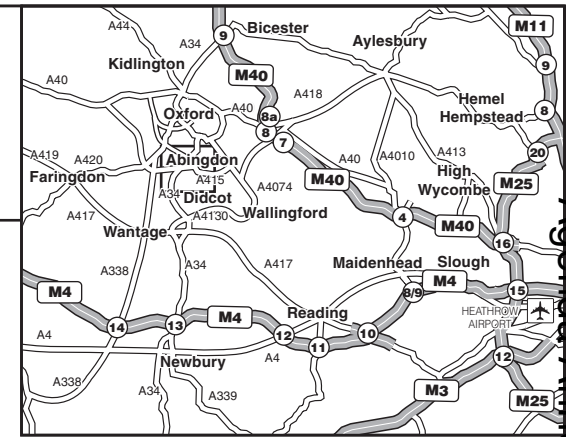 A44
A34
9
Bicester
Aylesbury
M11
Kidlington
M40
9
A40
A418
Hemel
Hempstead
8
Oxford
A40
8a
8
7
20
A419
A420
Abingdon
A40
A4010
A413
High
Wycombe
M25
Faringdon
A415
A4074
M40
A34
Didcot
A417
A4130
Wallingford
4
M40
Wantage
16
A338
A34
A417
Maidenhead
Slough
M4
8/9
M4
15
HEATHROW
AIRPORT
M4
Reading
14
13
12
10
11
12
A4
A4
Newbury
A338
A34
A339
M3
M25